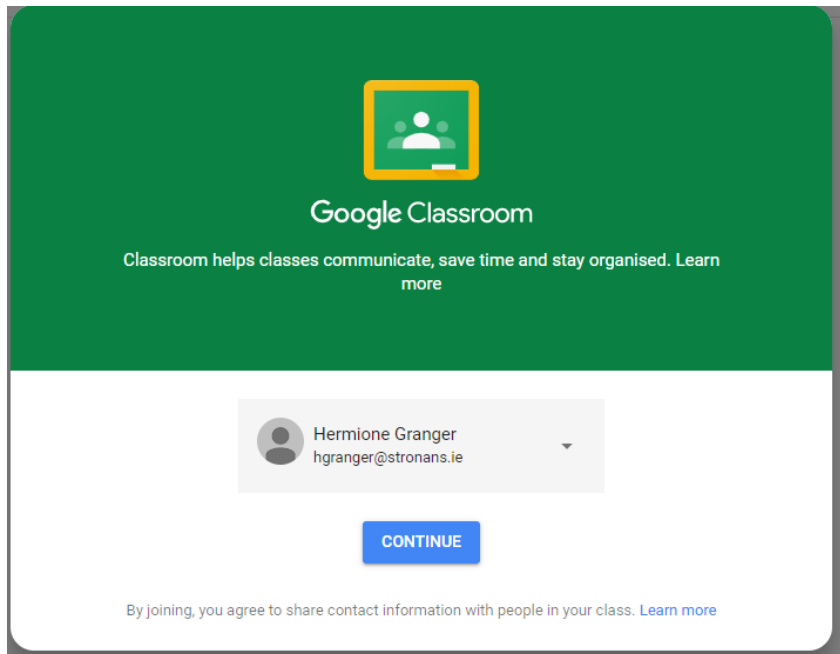 Google Classroom
Classroom helps classes communicate, save time and stay organised. Learn
more
Hermione Granger
hgranger@stronans.ie
CONTINUE
By joining, you agree to share contact information with people in your class. Learn more